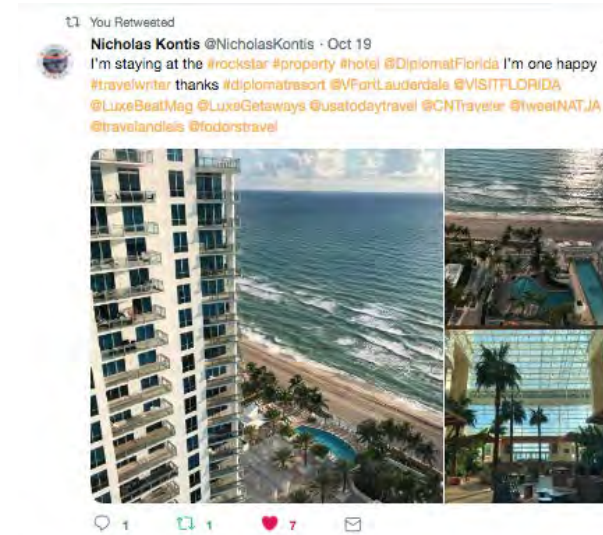 You Retweeted
Nicholas Kontis @NicholasKontis · Oct 19
I'm staying at the #rockstar #property #hotel @DiplomatFlorida I'm one happy
#travelwriter thanks #diplomatresort @VFortLauderdale @VISITFLORIDA
@LuxeBeatMag @LuxeGetaways @usatodaytravel @CNTraveler @tweetNATJA
@travelandleis @fodorstravel
1 1 7